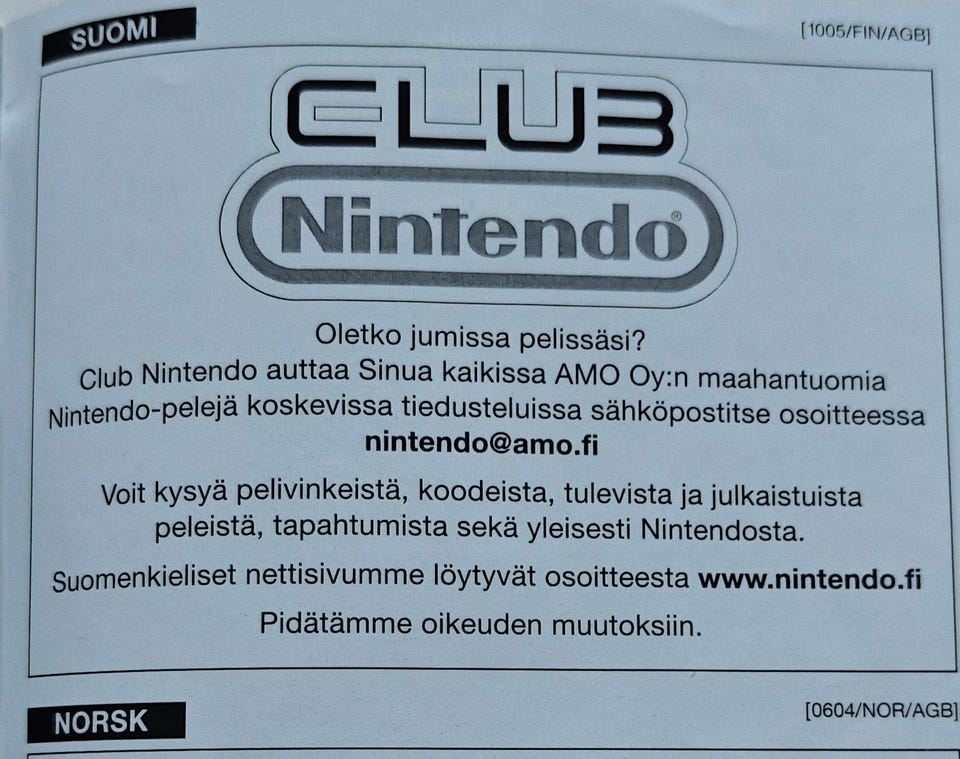 SUOMI
[1005/FIN/AGB]
CLUB
Nintendo®
Oletko jumissa pelissäsi?
Club Nintendo auttaa Sinua kaikissa AMO Oy:n maahantuomia
Nintendo-pelejä koskevissa tiedusteluissa sähköpostitse osoitteessa
nintendo@amo.fi
Voit kysyä pelivinkeistä, koodeista, tulevista ja julkaistuista
peleistä, tapahtumista sekä yleisesti Nintendosta.
Suomenkieliset nettisivumme löytyvät osoitteesta www.nintendo.fi
Pidätämme oikeuden muutoksiin.
NORSK
[0604/NOR/AGB]